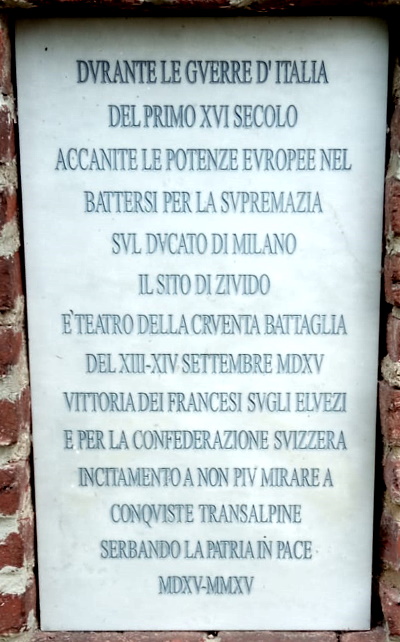 DVRANTE LE GVERRE D' ITALIA
DEL PRIMO XVI SECOLO
ACCANITE LE POTENZE EVROPEE NEL
BATTERSI PER LA SVPREMAZIA
SVL DVCATO DI MILANO
IL SITO DI ZIVIDO
E' TEATRO DELLA CRVENTA BATTAGLIA
DEL XIII-XIV SETTEMBRE MDXV
VITTORIA DEI FRANCESI SVGLI ELVEZI
E PER LA CONFEDERAZIONE SVIZZERA
INCITAMENTO A NON PIV MIRARE A
CONQVISTE TRANSALPINE
SERBANDO LA PATRIA IN PACE
MDXV-MMXV